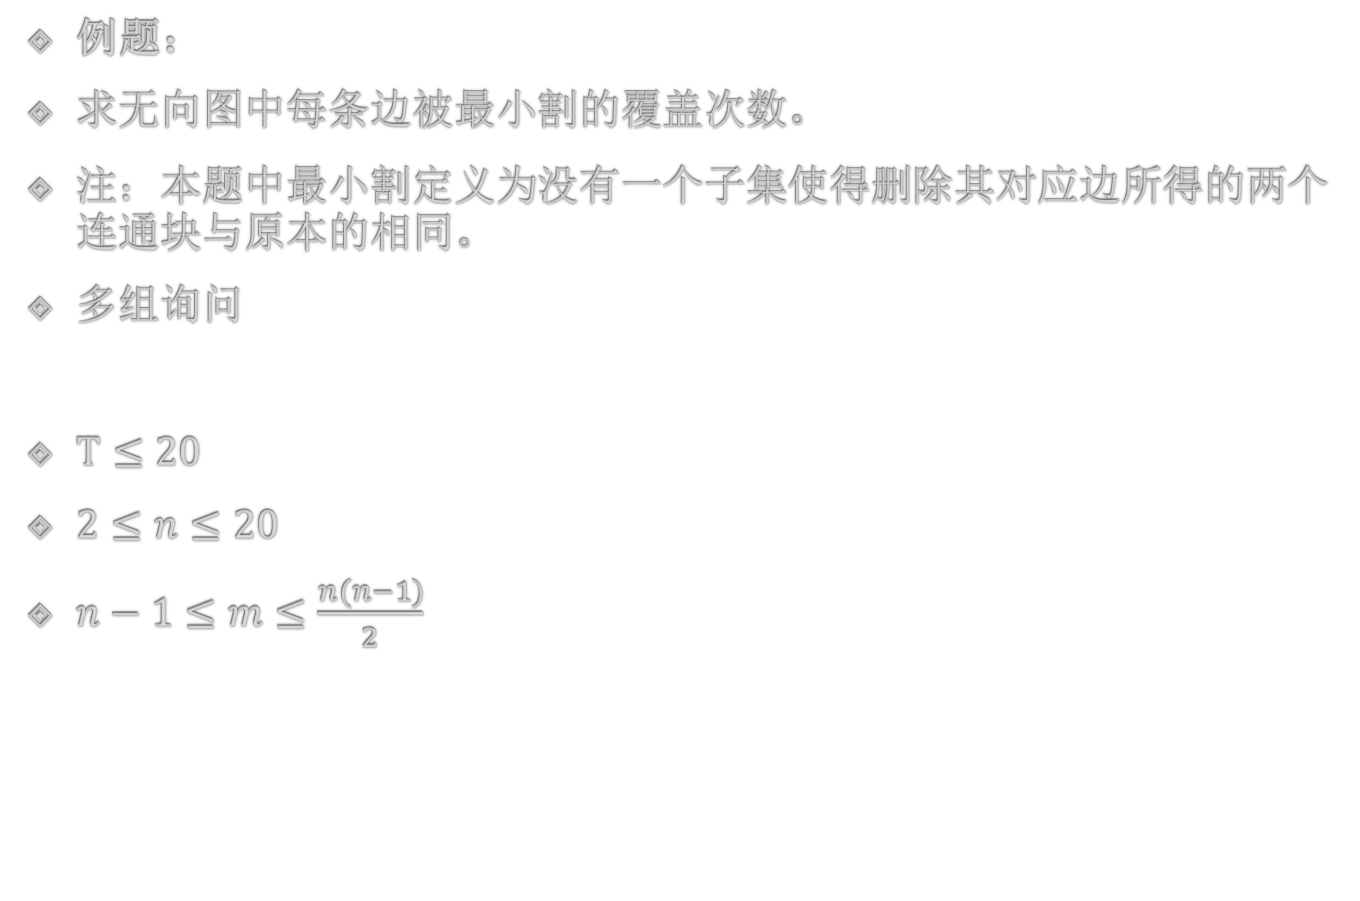 例题：
求无向图中每条边被最小割的覆盖次数。
注：本题中最小割定义为没有一个子集使得删除其对应边所得的两个
连通块与原本的相同。
多组询问
T ≤ 20
2 ≤ n ≤ 20
n − 1 ≤ m ≤ n(n−1)/2